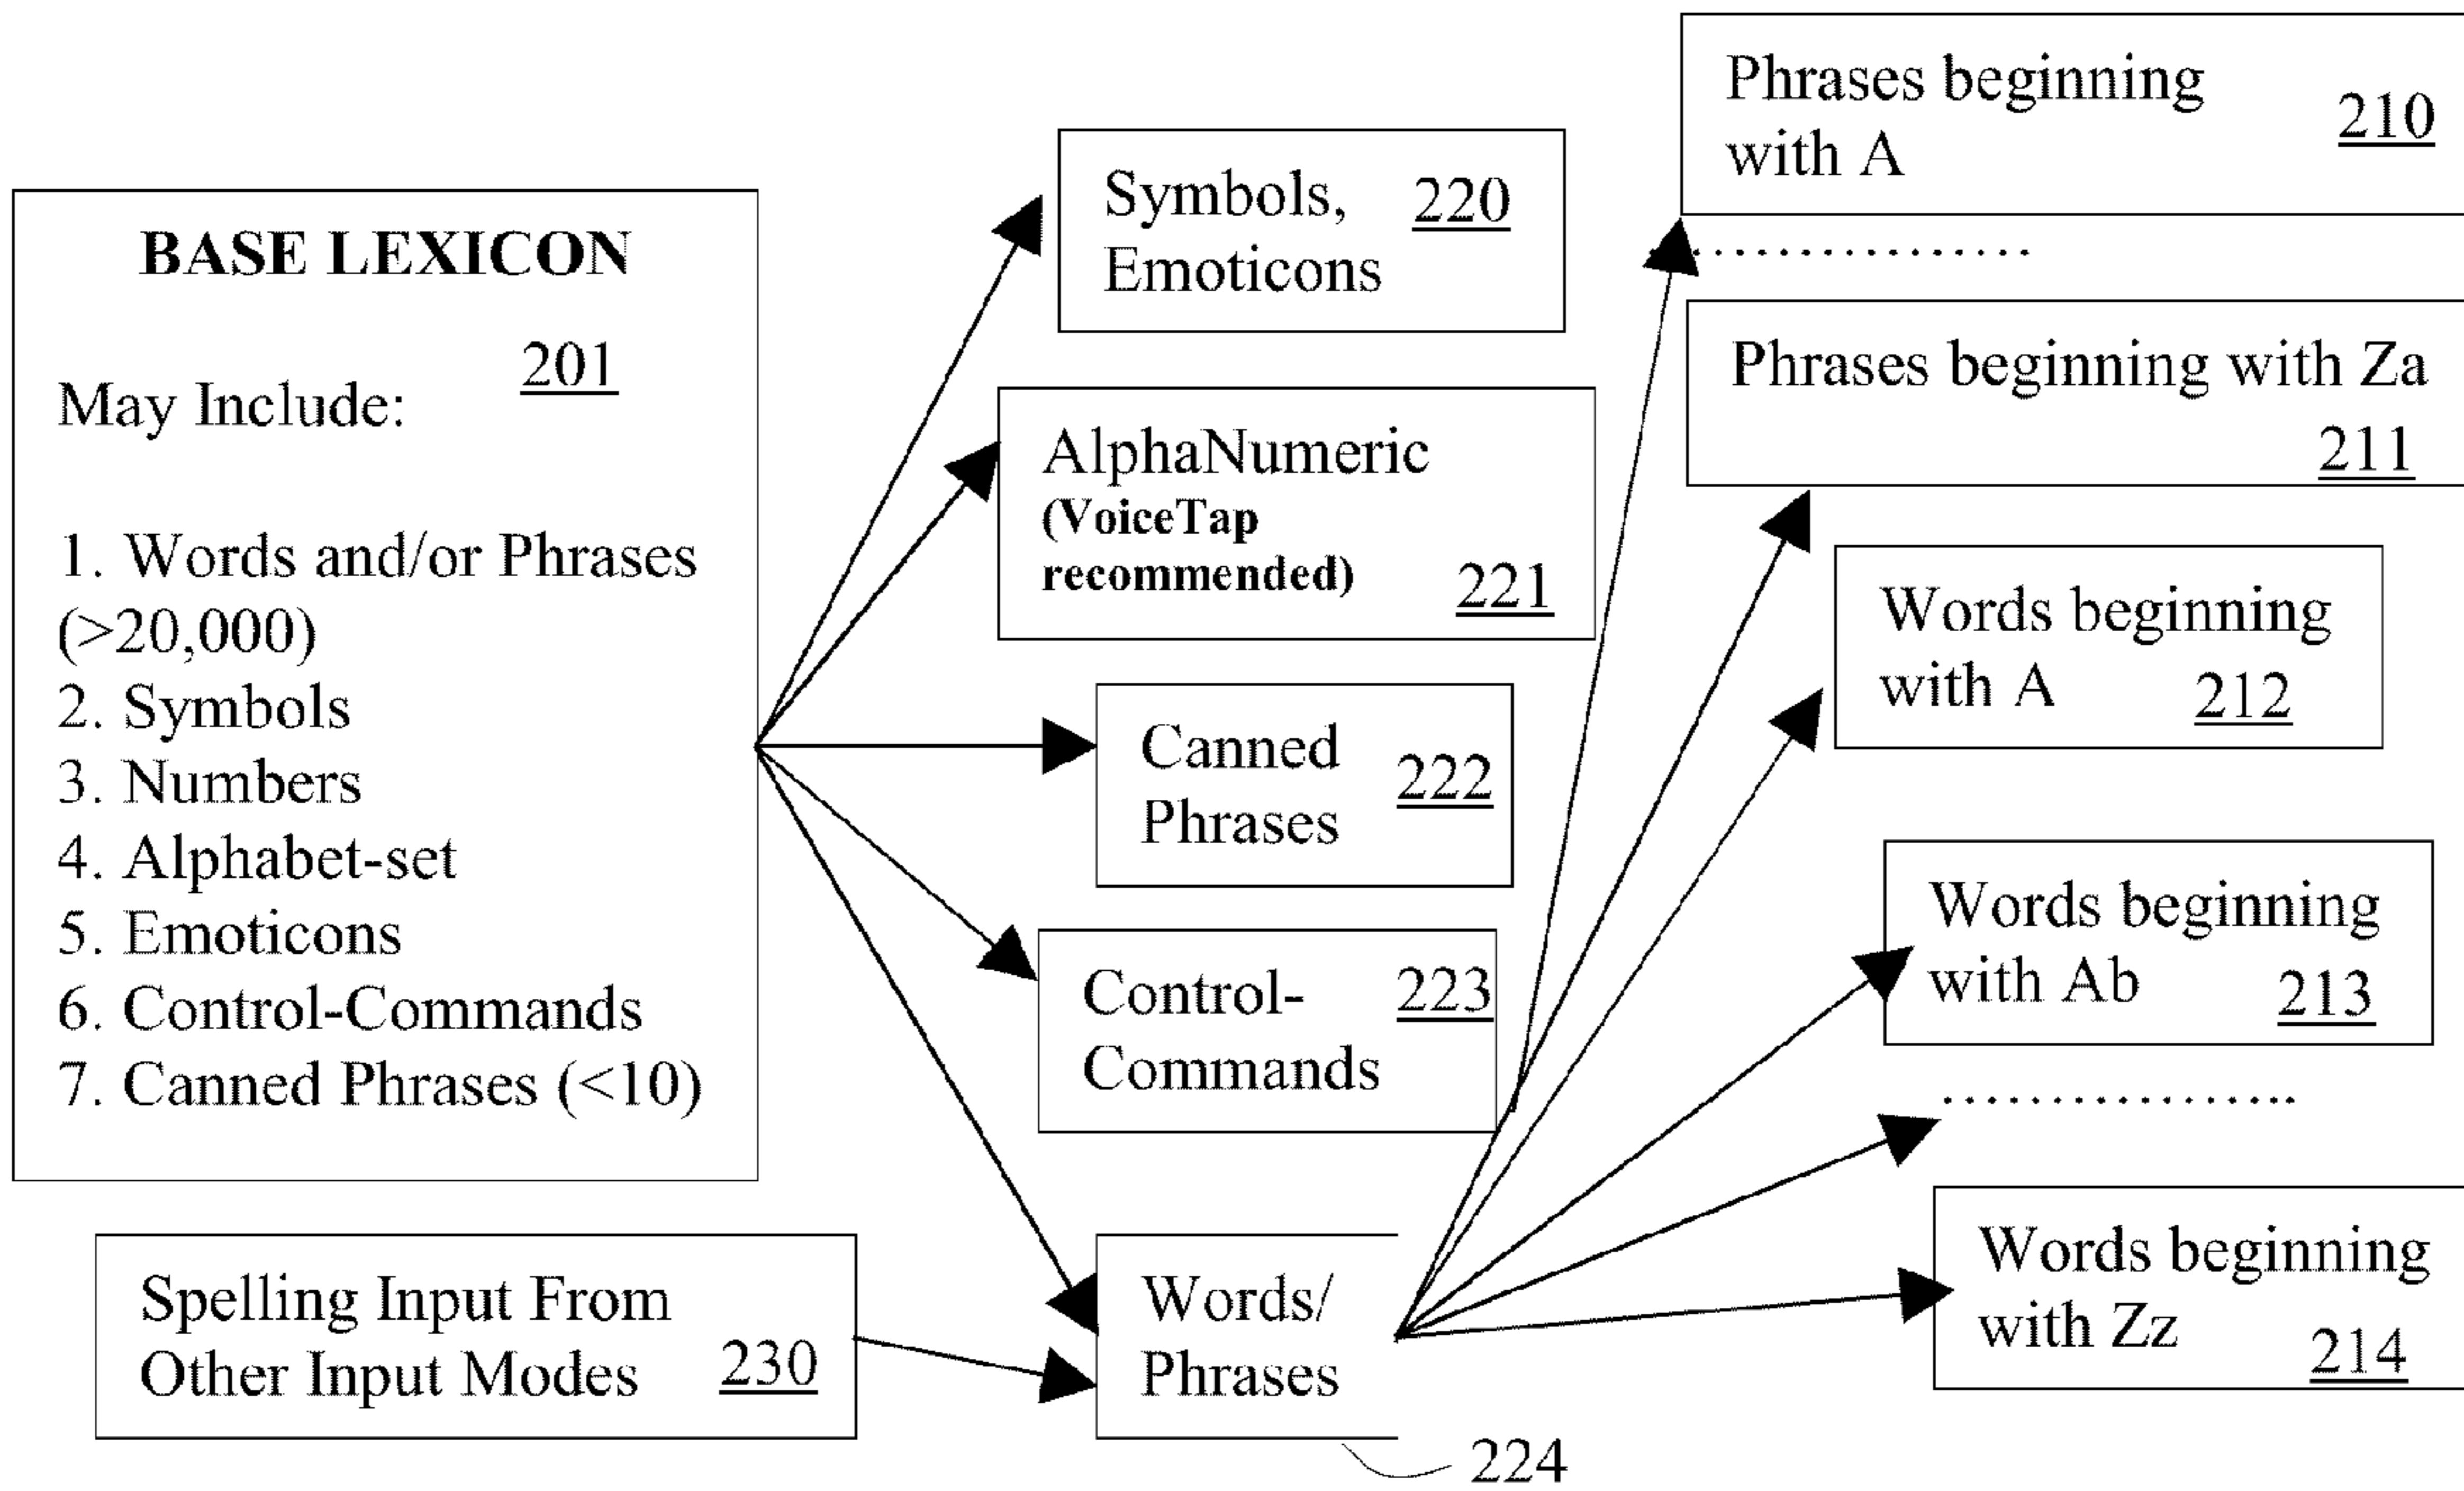 BASE LEXICON
201
May Include:
1. Words and/or Phrases
(>20,000)
2. Symbols
3. Numbers
4. Alphabet-set
5. Emoticons
6. Control-Commands
7. Canned Phrases (<10)
Spelling Input From
Other Input Modes 230
Symbols, 220
Emoticons
AlphaNumeric
(VoiceTap
recommended) 221
Canned
Phrases 222
Control- 223
Commands
Words/
Phrases
224
Phrases beginning
with A 210
...............
Phrases beginning with Za
211
Words beginning
with A 212
Words beginning
with Ab 213
................
Words beginning
with Zz 214